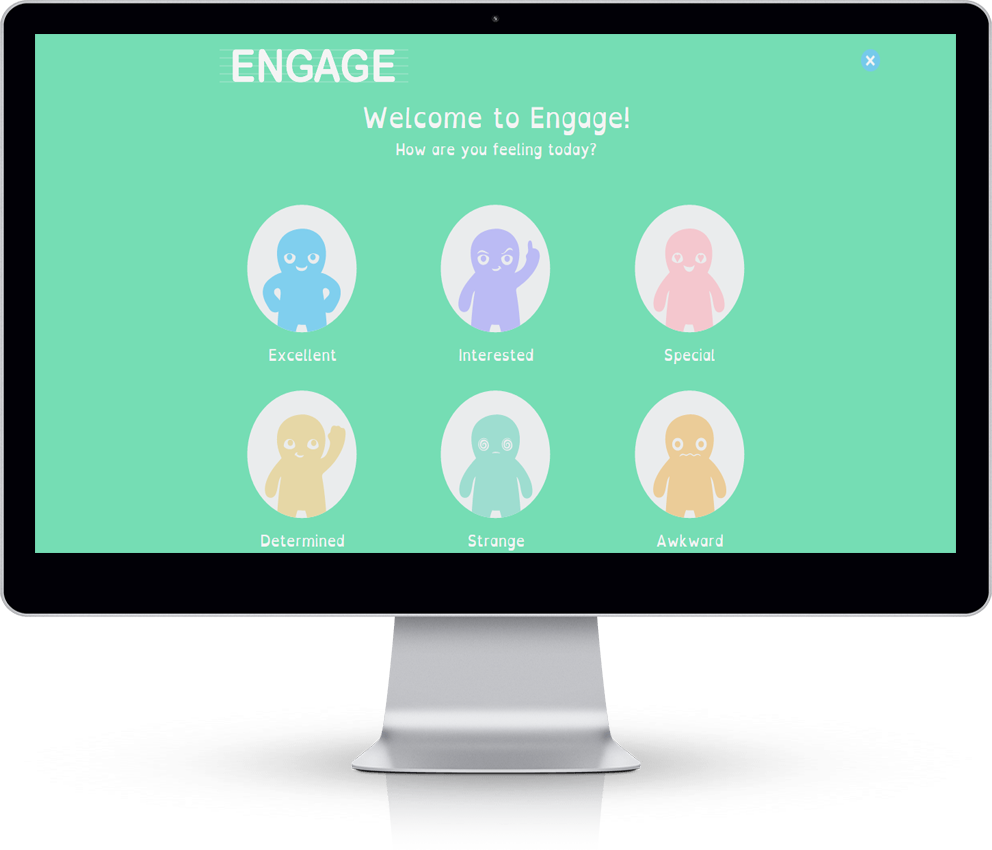 ENGAGE
X
Welcome to Engage!
How are you feeling today?
Excellent
Interested
Special
Determined
Strange
Awkward